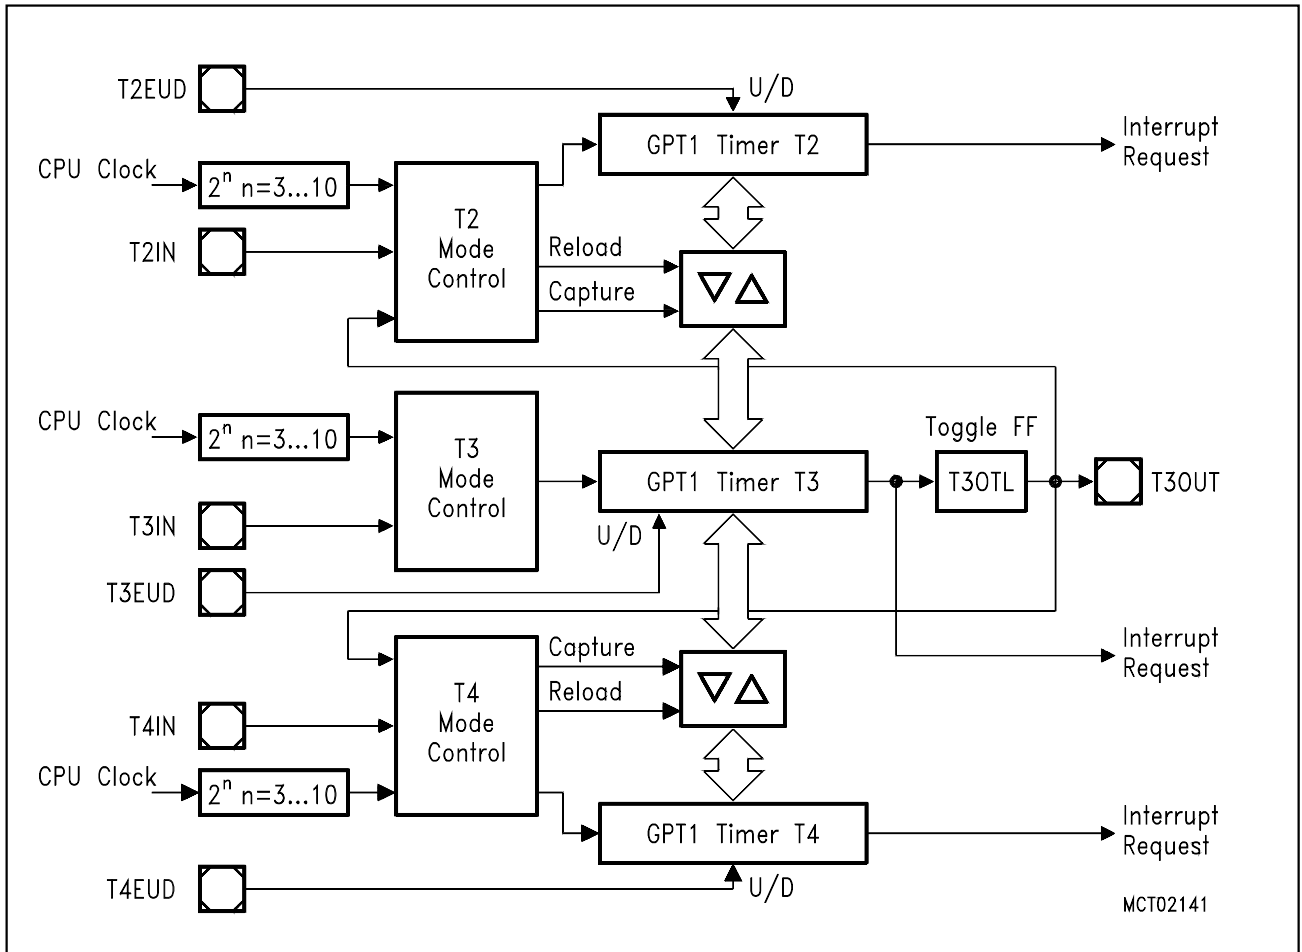 T2EUD
U/D
GPT1 Timer T2
Interrupt
Request
CPU Clock
2ⁿ n=3...10
T2
Mode
Control
T2IN
Reload
Capture
CPU Clock
2ⁿ n=3...10
T3
Mode
Control
GPT1 Timer T3
Toggle FF
T3OTL
T3OUT
T3IN
U/D
T3EUD
Interrupt
Request
Capture
Reload
T4
Mode
Control
T4IN
CPU Clock
2ⁿ n=3...10
GPT1 Timer T4
Interrupt
Request
T4EUD
U/D
MCT02141